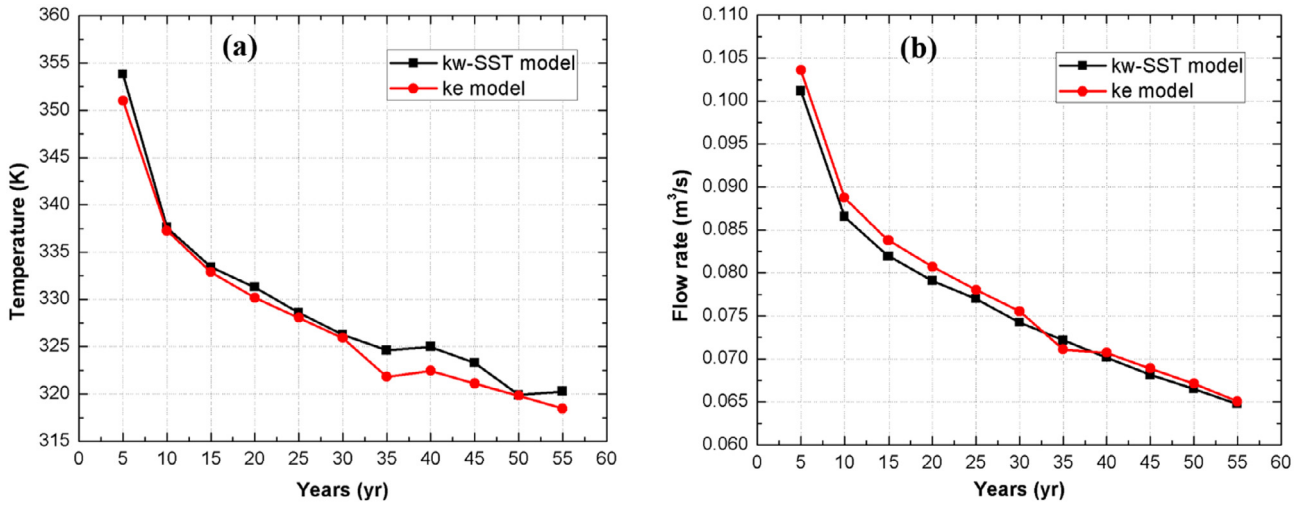 (a)
kw-SST model
ke model
Temperature (K)
360
355
350
345
340
335
330
325
320
315
0 5 10 15 20 25 30 35 40 45 50 55 60
Years (yr)
(b)
kw-SST model
ke model
Flow rate (m³/s)
0.110
0.105
0.100
0.095
0.090
0.085
0.080
0.075
0.070
0.065
0.060
0 5 10 15 20 25 30 35 40 45 50 55 60
Years (yr)